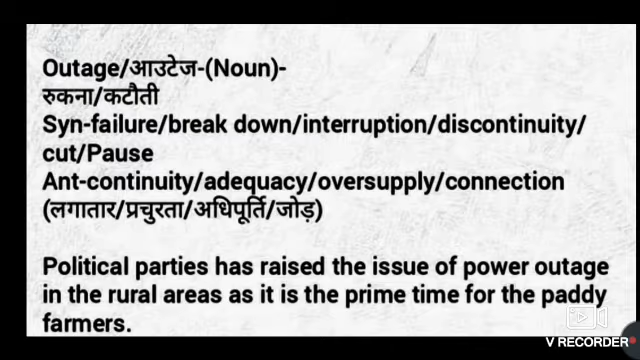 Outage/आउटेज-(Noun)-
रुकना/कटौती
Syn-failure/break down/interruption/discontinuity/
cut/Pause
Ant-continuity/adequacy/oversupply/connection
(लगातार/प्रचुरता/अधिपूर्ति/जोड़)
Political parties has raised the issue of power outage
in the rural areas as it is the prime time for the paddy
farmers.
V RECORDER